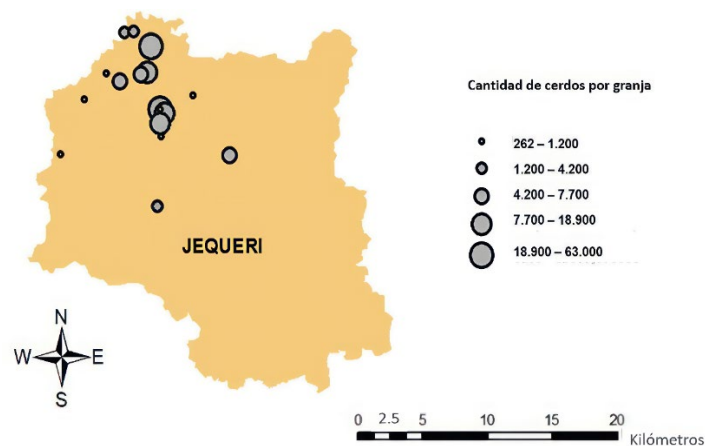 Cantidad de cerdos por granja
262 – 1.200
1.200 – 4.200
4.200 – 7.700
7.700 – 18.900
18.900 – 63.000
JEQUERI
N
W E
S
0 2.5 5 10 15 20
Kilómetros